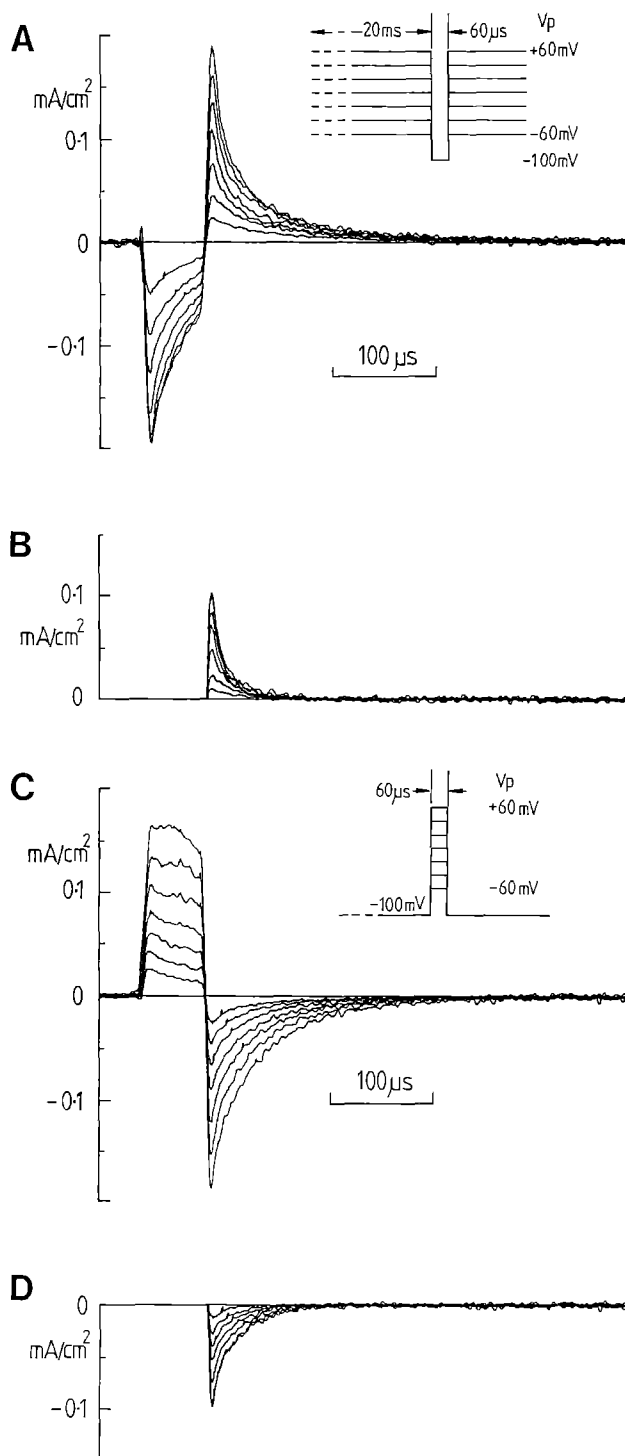 A
20ms
60µs
Vp
+60mV
-60mV
-100mV
mA/cm²
0·1
0
-0·1
100µs
B
0·1
mA/cm²
0
C
60µs
Vp
+60mV
-60mV
-100mV
mA/cm²
0·1
0
-0·1
100µs
D
0
mA/cm²
-0·1